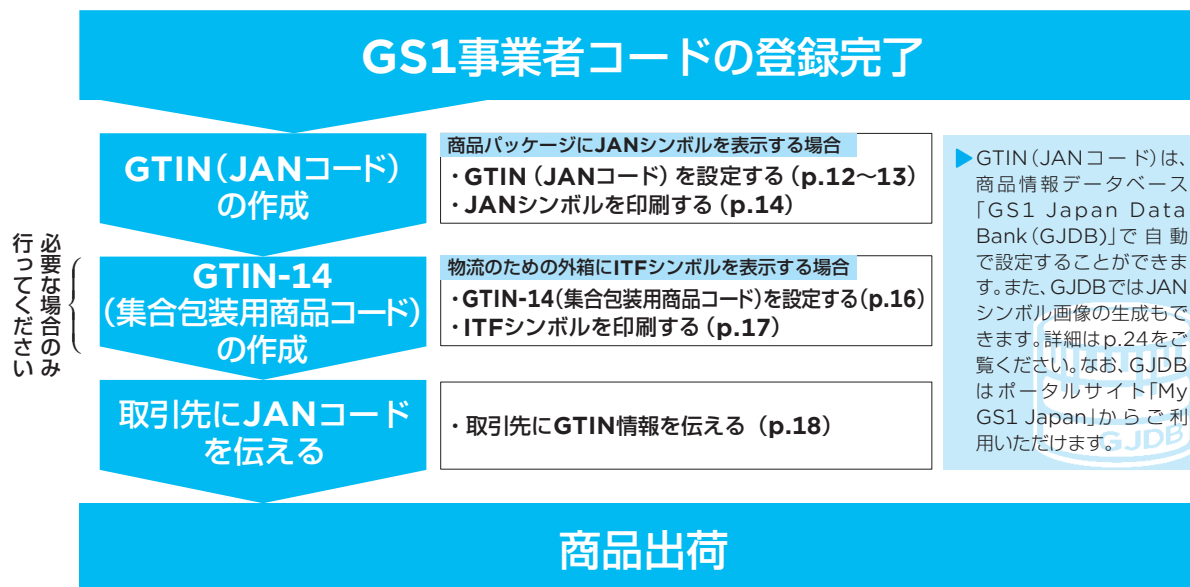 GS1事業者コードの登録完了
GTIN(JANコード)
の作成
商品パッケージにJANシンボルを表示する場合
・GTIN(JANコード)を設定する(p.12〜13)
・JANシンボルを印刷する(p.14)
必要な場合のみ
行ってください
GTIN-14
(集合包装用商品コード)
の作成
物流のための外箱にITFシンボルを表示する場合
・GTIN-14(集合包装用商品コード)を設定する(p.16)
・ITFシンボルを印刷する(p.17)
取引先にJANコード
を伝える
・取引先にGTIN情報を伝える(p.18)
▶GTIN(JANコード)は、
商品情報データベース
「GS1 Japan Data
Bank(GJDB)」で自動
で設定することができま
す。また、GJDBではJAN
シンボル画像の生成もで
きます。詳細はp.24をご
覧ください。なお、GJDB
はポータルサイト「My
GS1 Japan」からご利
用いただけます。
GJDB
商品出荷